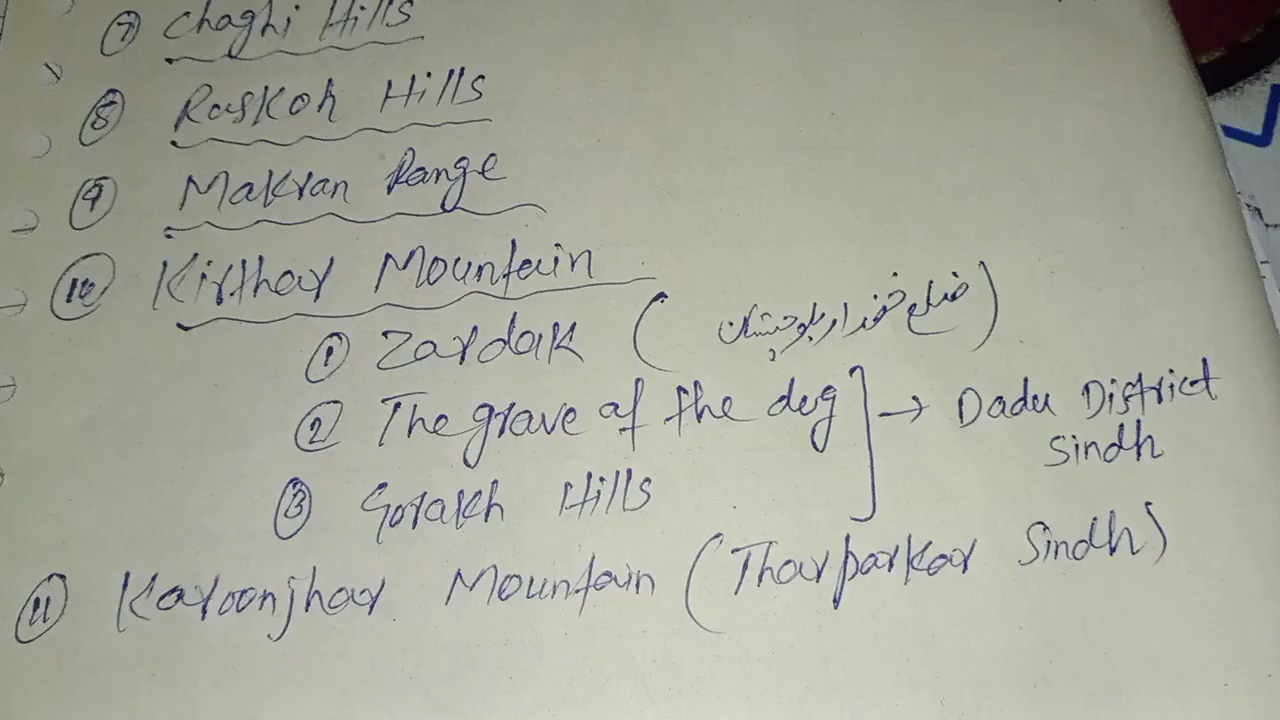 ⑦ Chaghi Hills
⑧ Raskoh Hills
⑨ Makran Range
⑩ Kirthar Mountain
① Zardak (ضلع خضدار بلوچستان)
② The grave of the dog ] → Dadu District
Sindh
③ Gorakh Hills
⑪ Karoonjhar Mountain (Tharparkar Sindh)